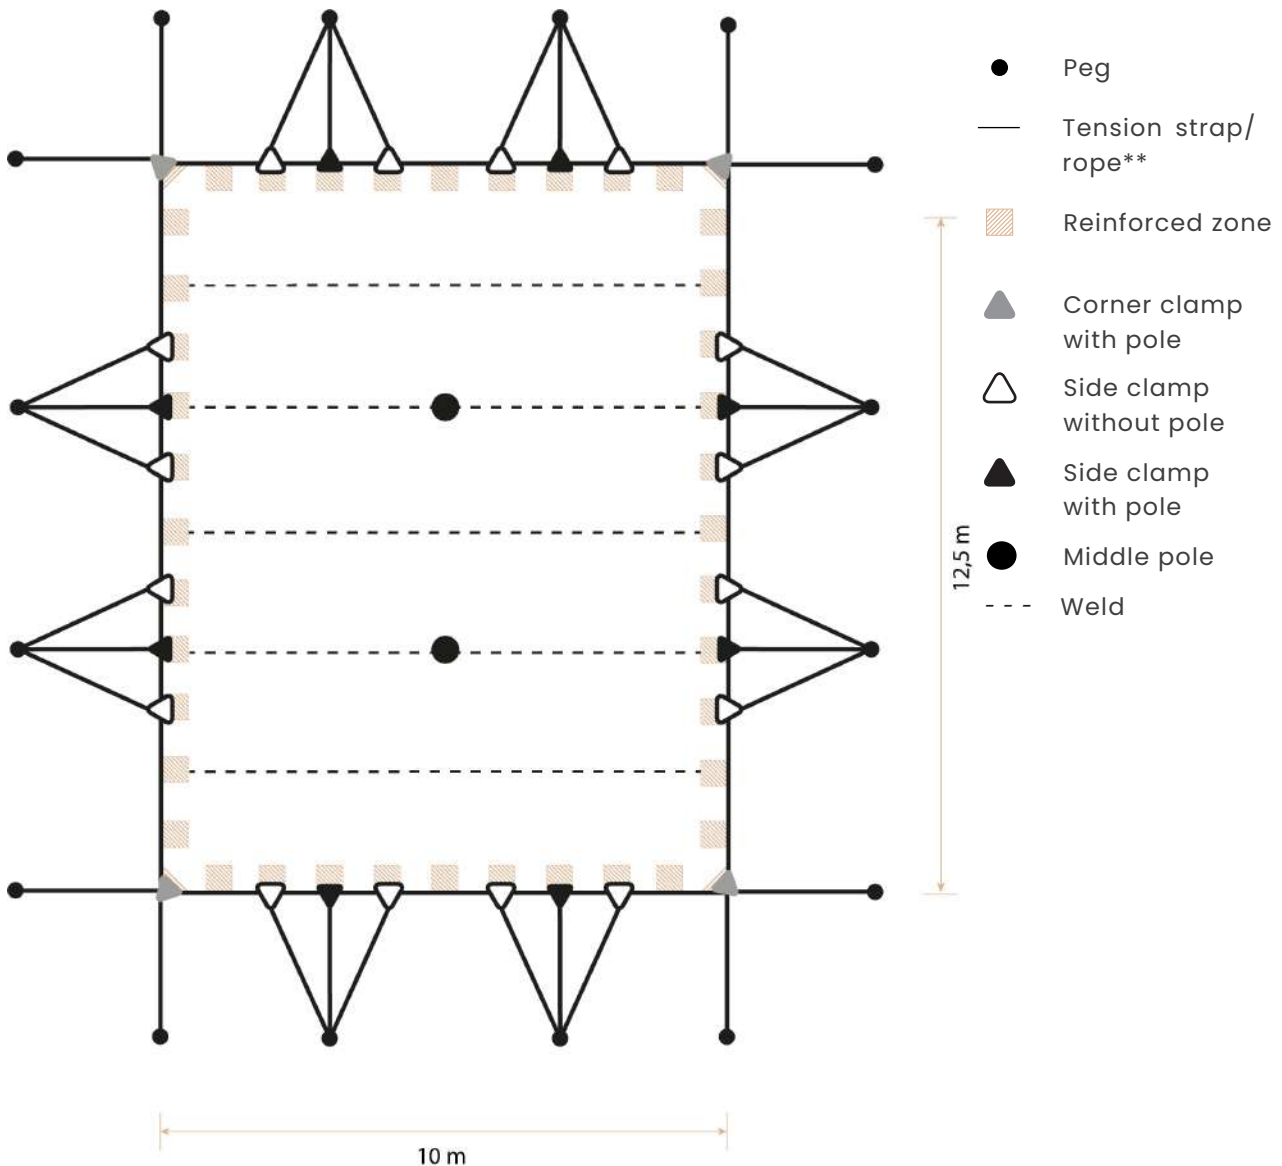 Peg
Tension strap/
rope**
Reinforced zone
Corner clamp
with pole
Side clamp
without pole
Side clamp
with pole
Middle pole
Weld
12,5 m
10 m